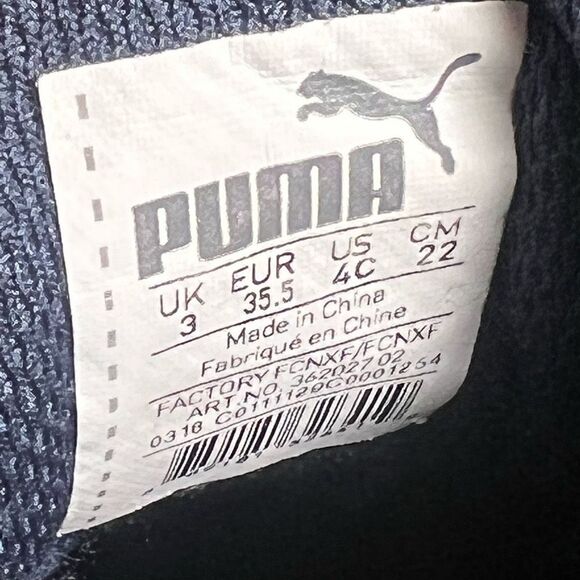 PUMA
UK EUR US CM
3 35.5 4C 22
Made in China
Fabriqué en Chine
FACTORY FCNXF/FCNXF
ART.NO. 362027 02
0318 C0111129C0001264